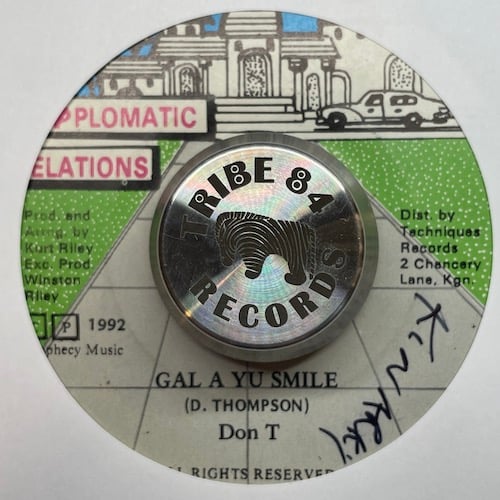 PPLOMATIC
ELATIONS
TRIBE 84
RECORDS
Prod. and
Arrng. by
Kurt Riley
Exc. Prod.
Winston
Riley
Dist. by
Techniques
Records
2 Chancery
Lane, Kgn.
P 1992
phecy Music
GAL A YU SMILE
(D. THOMPSON)
Don T
ALL RIGHTS RESERVED